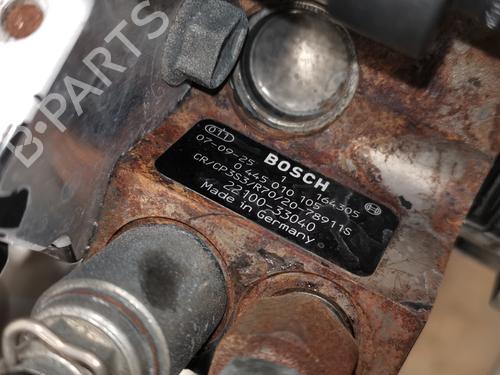 B-PARTS
BOSCH
07-09-25 1 164305
0 445 010 105
CR/CP3S3/R70/20-78911S
22100-33040
Made in Germany